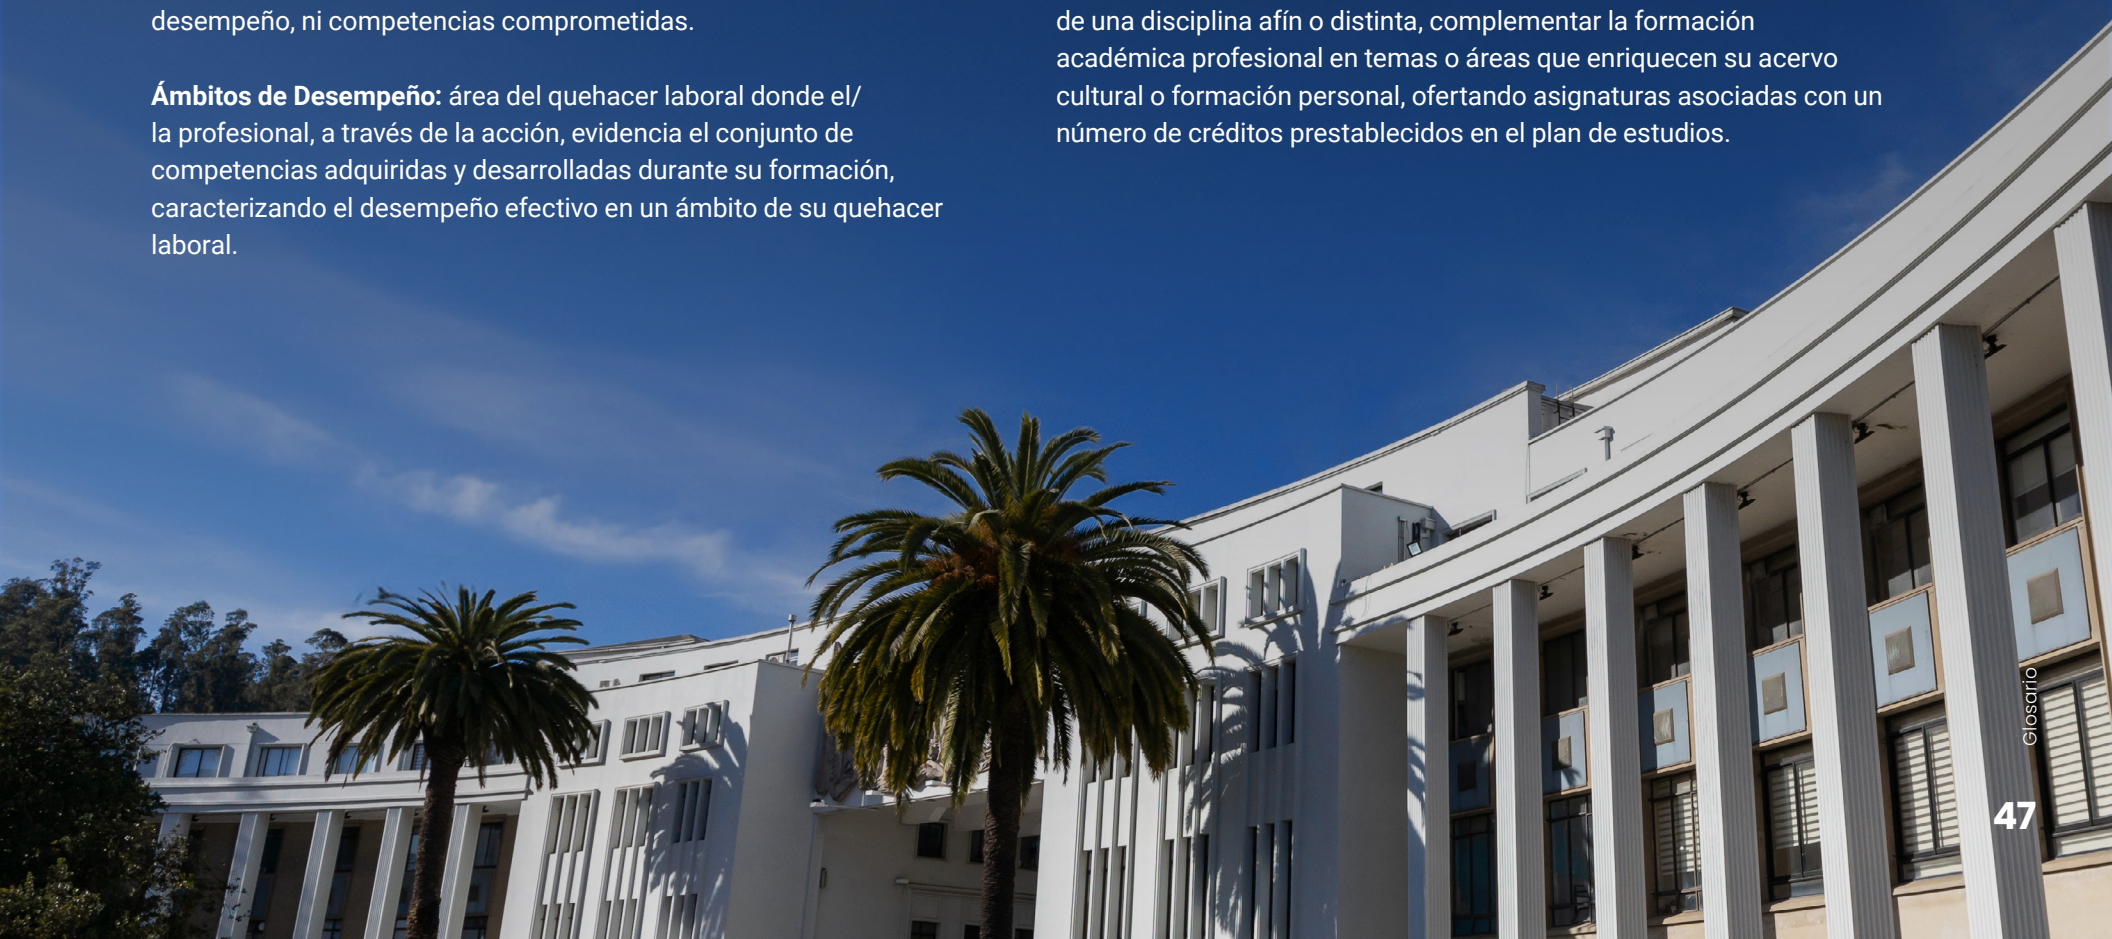 desempeño, ni competencias comprometidas.
Ámbitos de Desempeño: área del quehacer laboral donde el/
la profesional, a través de la acción, evidencia el conjunto de
competencias adquiridas y desarrolladas durante su formación,
caracterizando el desempeño efectivo en un ámbito de su quehacer
laboral.
de una disciplina afín o distinta, complementar la formación
académica profesional en temas o áreas que enriquecen su acervo
cultural o formación personal, ofertando asignaturas asociadas con un
número de créditos prestablecidos en el plan de estudios.
Glosario
47